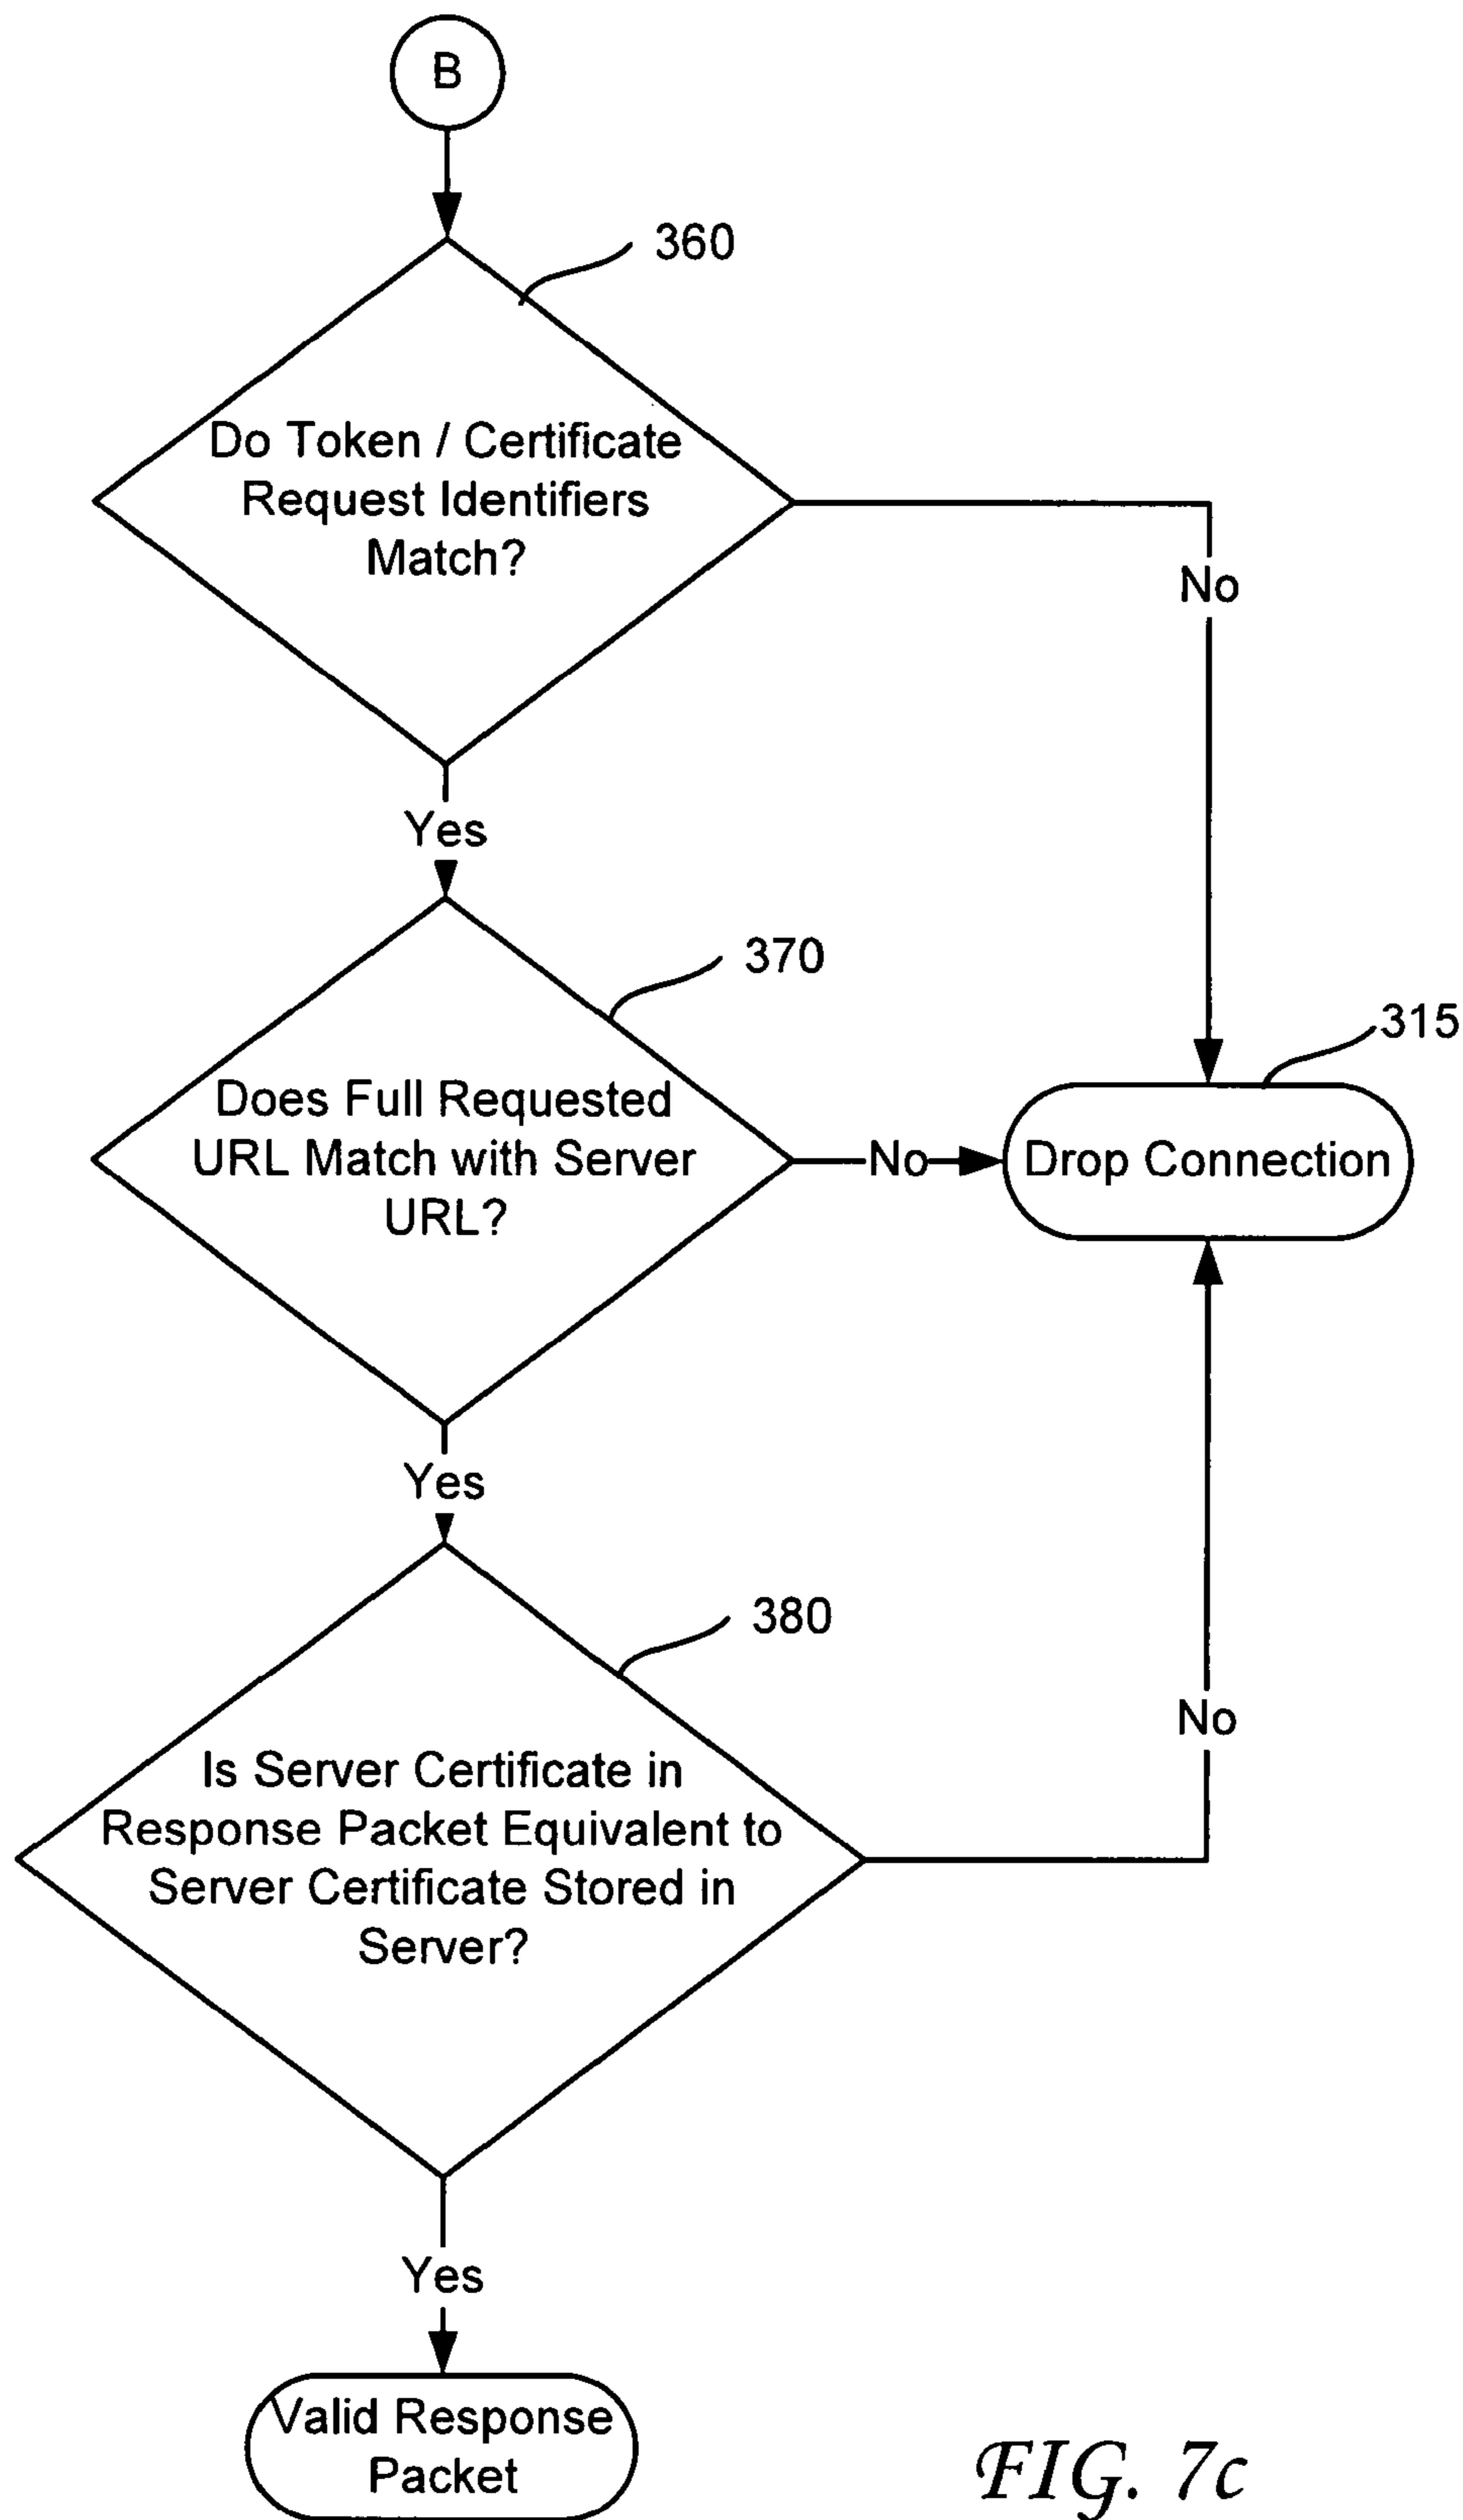 B
360
Do Token / Certificate
Request Identifiers
Match?
No
Yes
370
315
Does Full Requested
URL Match with Server
URL?
No
Drop Connection
Yes
380
No
Is Server Certificate in
Response Packet Equivalent to
Server Certificate Stored in
Server?
Yes
Valid Response
Packet
FIG. 7c